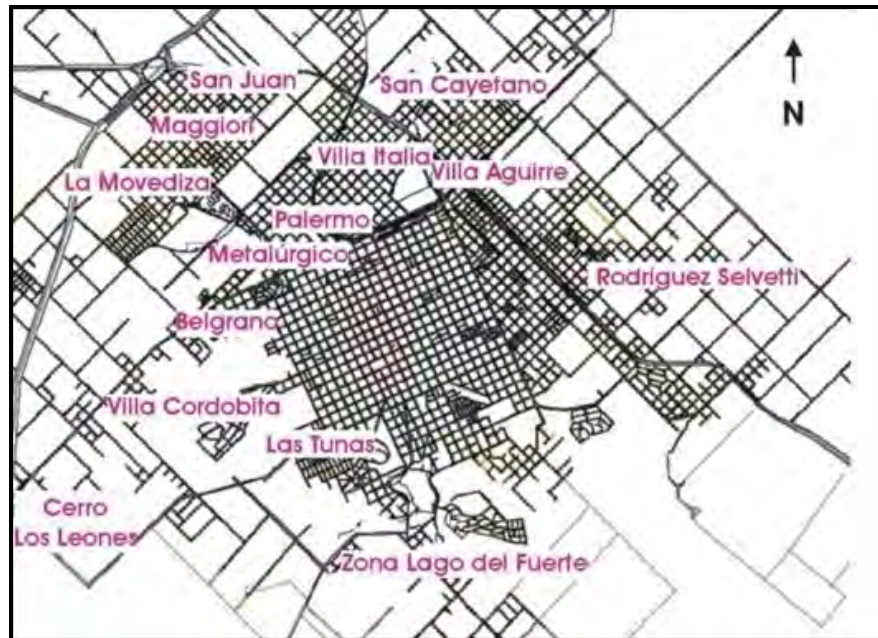 San Juan
San Cayetano
N
Maggiori
Villa Italia
Villa Aguirre
La Movediza
Palermo
Metalúrgico
Rodríguez Selvetti
Belgrano
Villa Cordobita
Las Tunas
Cerro
Los Leones
Zona Lago del Fuerte